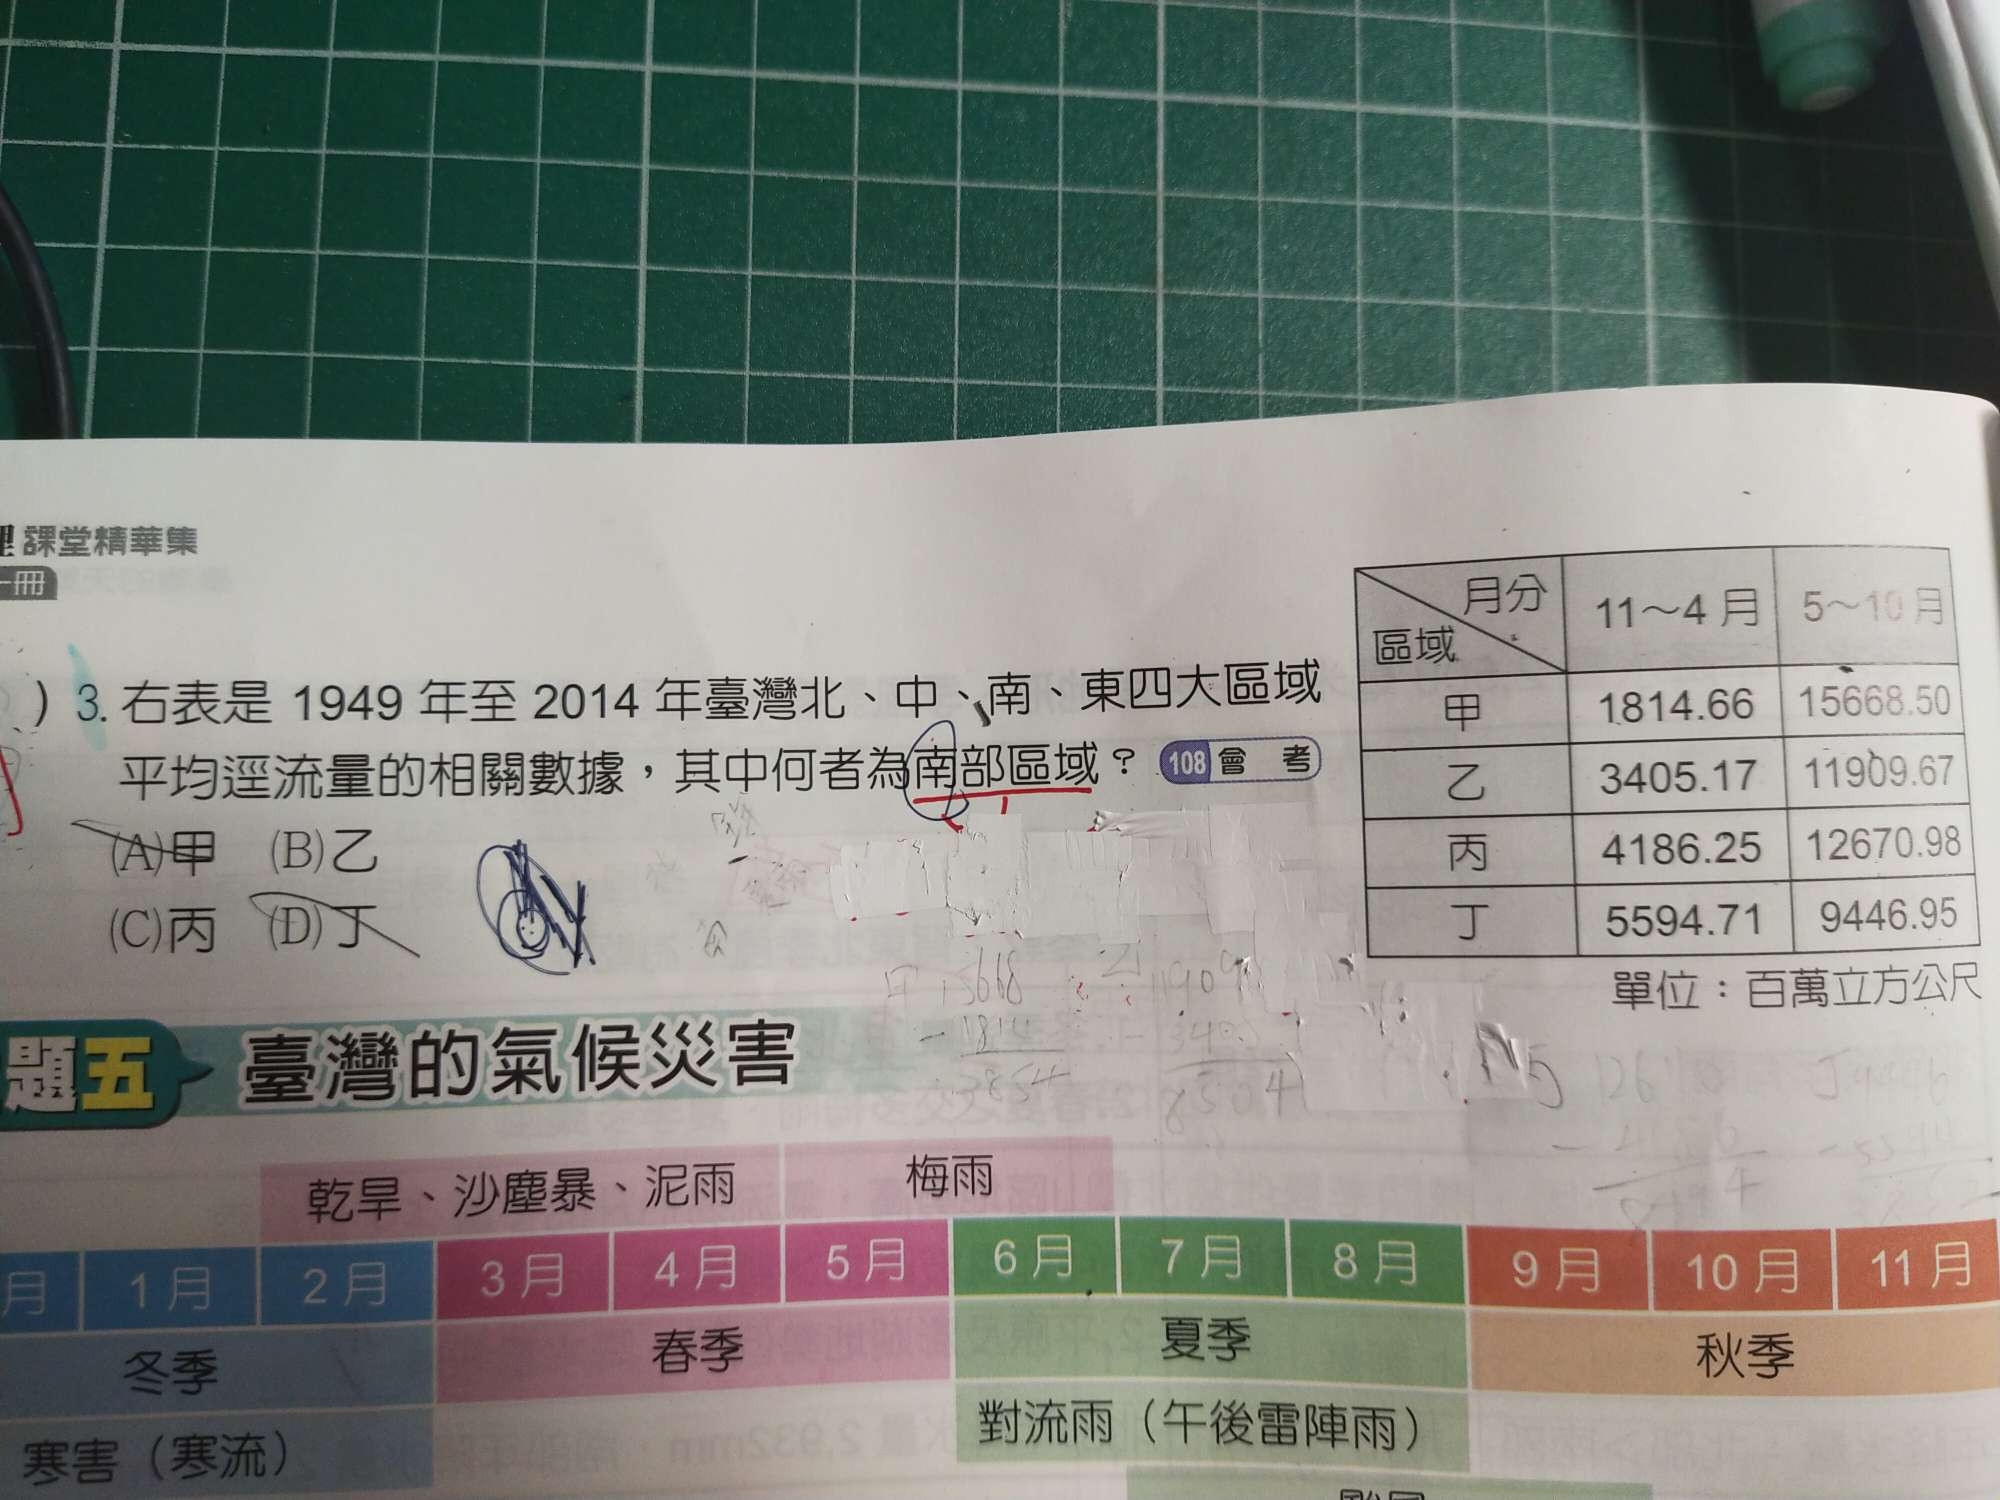 課堂精華集
一冊
3. 右表是 1949 年至 2014 年臺灣北、中、南、東四大區域
平均逕流量的相關數據，其中何者為南部區域？ 108 會 考
(A)甲 (B)乙
(C)丙 (D)丁
月分 11～4 月 5～10 月
區域
甲 1814.66 15668.50
乙 3405.17 11909.67
丙 4186.25 12670.98
丁 5594.71 9446.95
單位：百萬立方公尺
題五 臺灣的氣候災害
乾旱、沙塵暴、泥雨 梅雨
月 1 月 2 月 3 月 4 月 5 月 6 月 7 月 8 月 9 月 10 月 11 月
冬季 春季 夏季 秋季
寒害（寒流） 對流雨（午後雷陣雨）